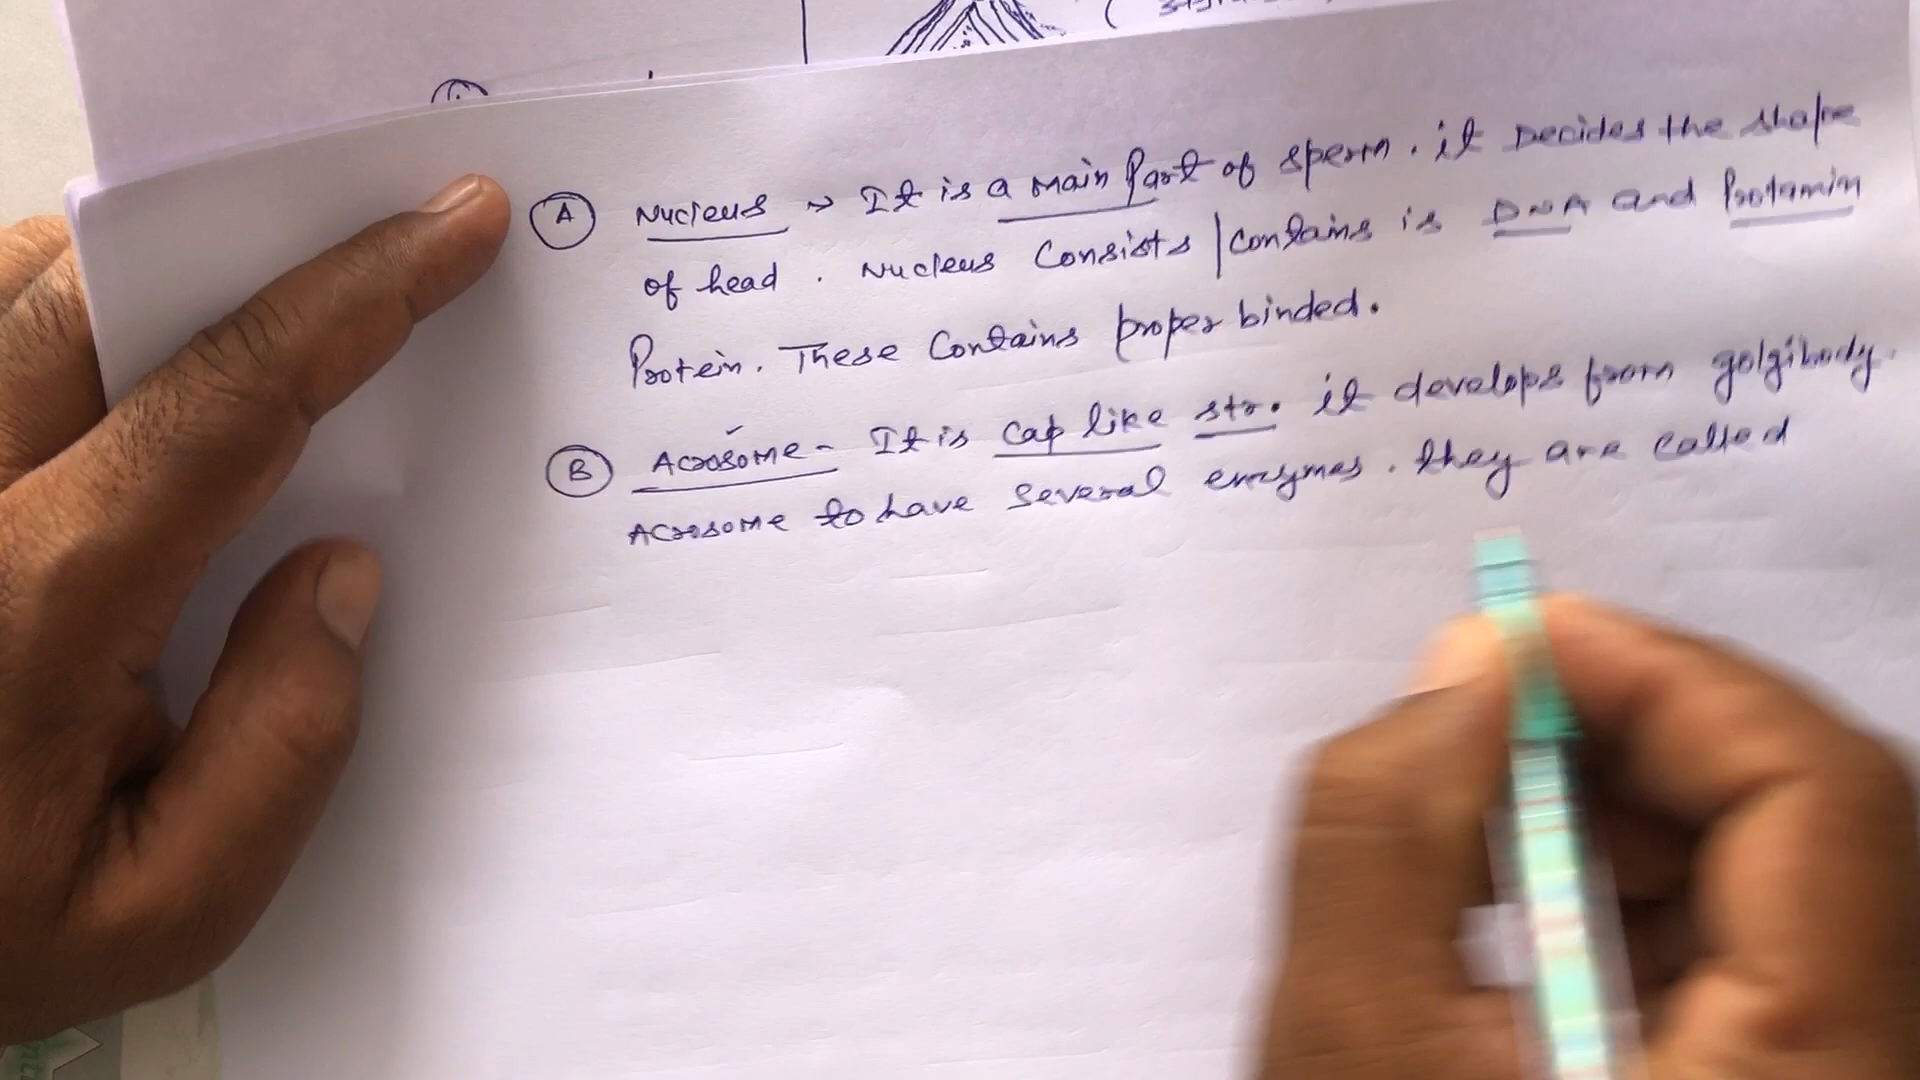 (A) Nucleus ~> It is a main Part of sperm. it Decides the shape
of head. Nucleus Consists | contains is DNA and Protamin
Protein. These Contains proper binded.
(B) Acrosome - It is cap like str. it develops from golgibody.
Acrosome to have several enzymes. they are called